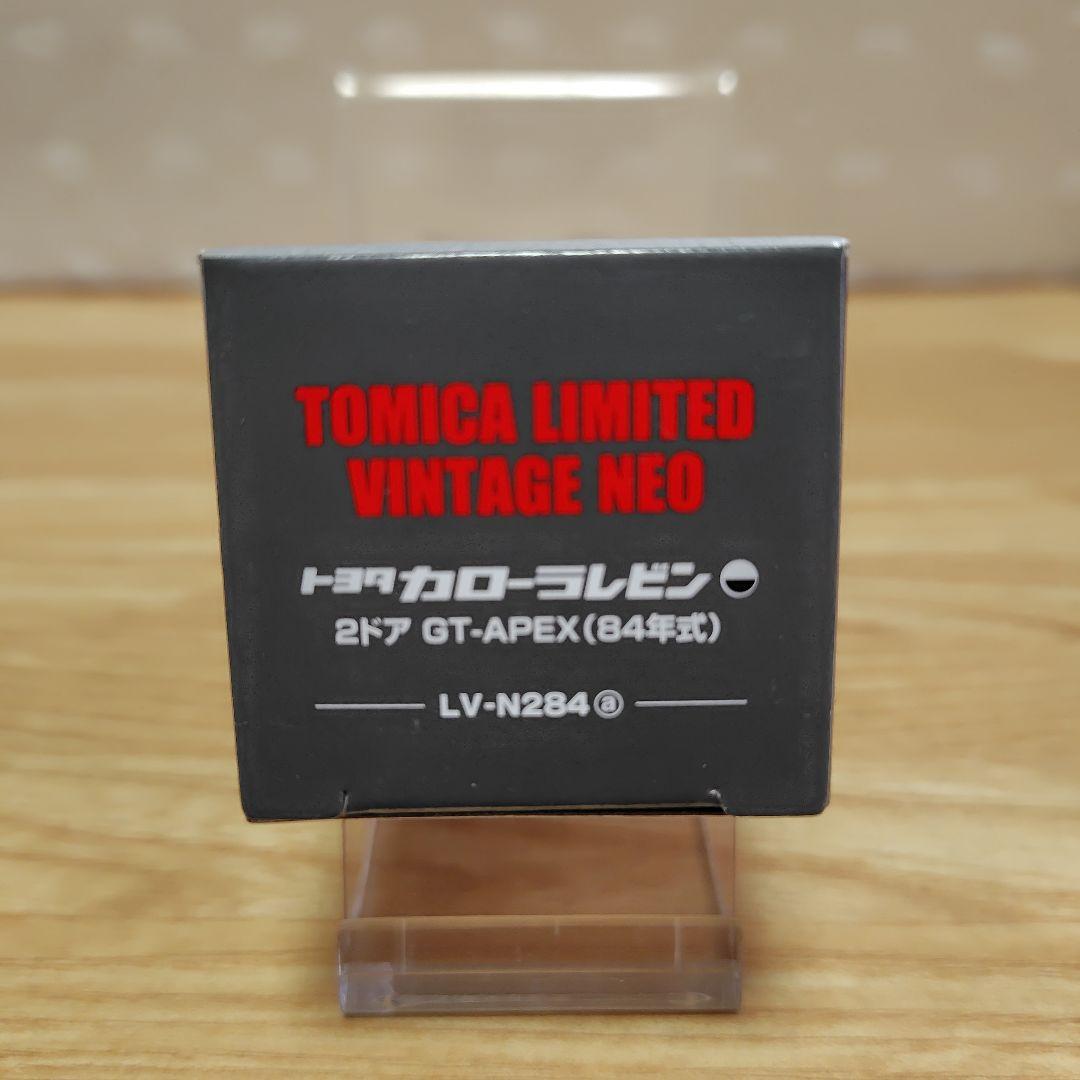 TOMICA LIMITED
VINTAGE NEO
トヨタ カローラレビン
2ドア GT-APEX(84年式)
LV-N284ⓐ